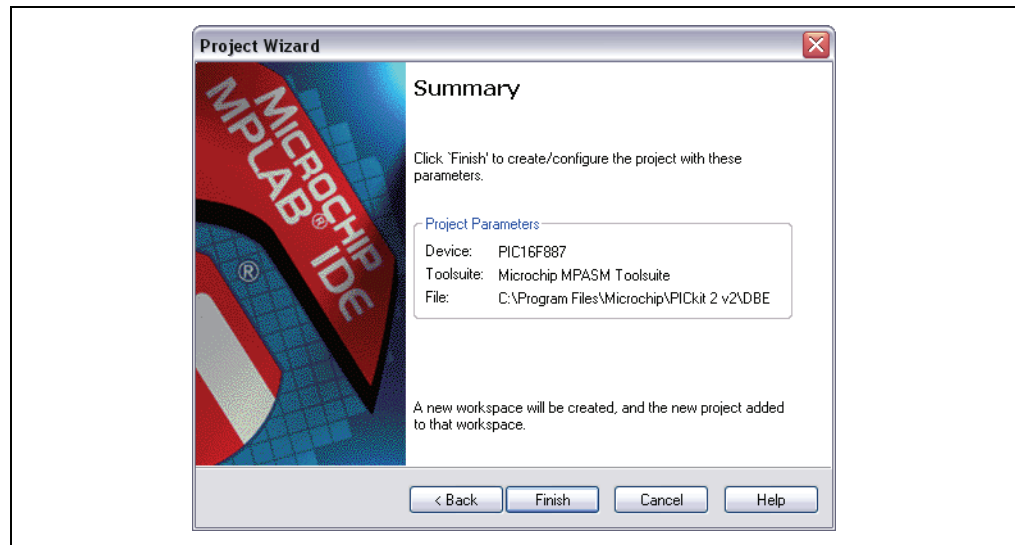 Project Wizard
MICROCHIP
MPLAB® IDE
®
Summary
Click `Finish' to create/configure the project with these
parameters.
Project Parameters
Device: PIC16F887
Toolsuite: Microchip MPASM Toolsuite
File: C:\Program Files\Microchip\PICkit 2 v2\DBE
A new workspace will be created, and the new project added
to that workspace.
< Back Finish Cancel Help